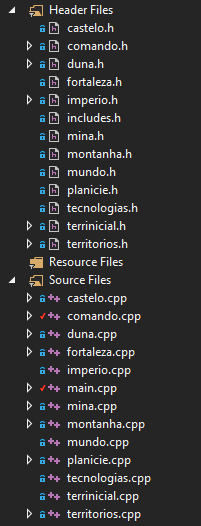 Header Files
castelo.h
comando.h
duna.h
fortaleza.h
imperio.h
includes.h
mina.h
montanha.h
mundo.h
planicie.h
tecnologias.h
terrinicial.h
territorios.h
Resource Files
Source Files
castelo.cpp
comando.cpp
duna.cpp
fortaleza.cpp
imperio.cpp
main.cpp
mina.cpp
montanha.cpp
mundo.cpp
planicie.cpp
tecnologias.cpp
terrinicial.cpp
territorios.cpp